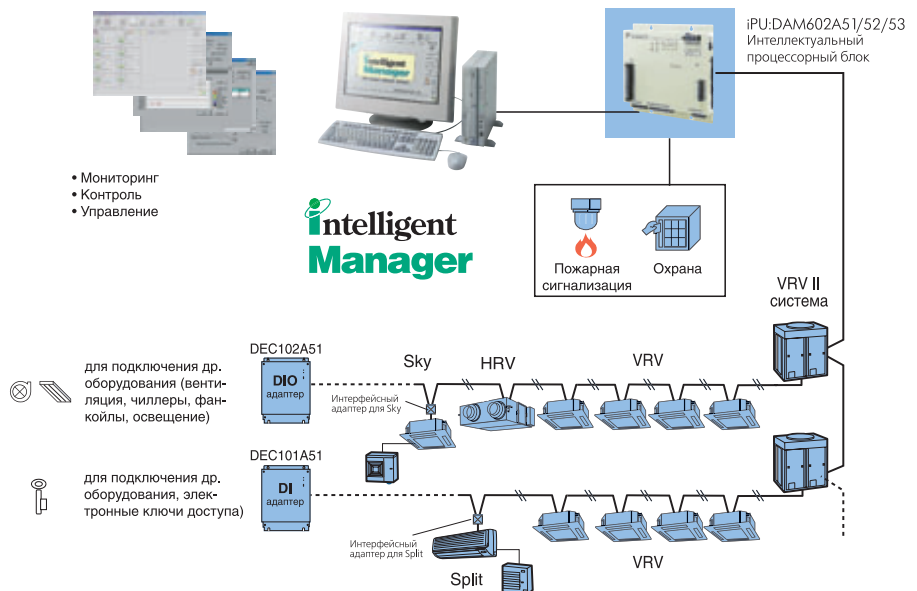 iPU:DAM602A51/52/53
Интеллектуальный
процессорный блок
intelligent
Manager
• Мониторинг
• Контроль
• Управление
intelligent
Manager
Пожарная
сигнализация
Охрана
VRV II
система
DEC102A51
Sky
HRV
VRV
для подключения др.
оборудования (венти-
ляция, чиллеры, фан-
койлы, освещение)
DIO
адаптер
Интерфейсный
адаптер для Sky
DEC101A51
для подключения др.
оборудования, элек-
тронные ключи доступа)
DI
адаптер
Интерфейсный
адаптер для Split
Split
VRV